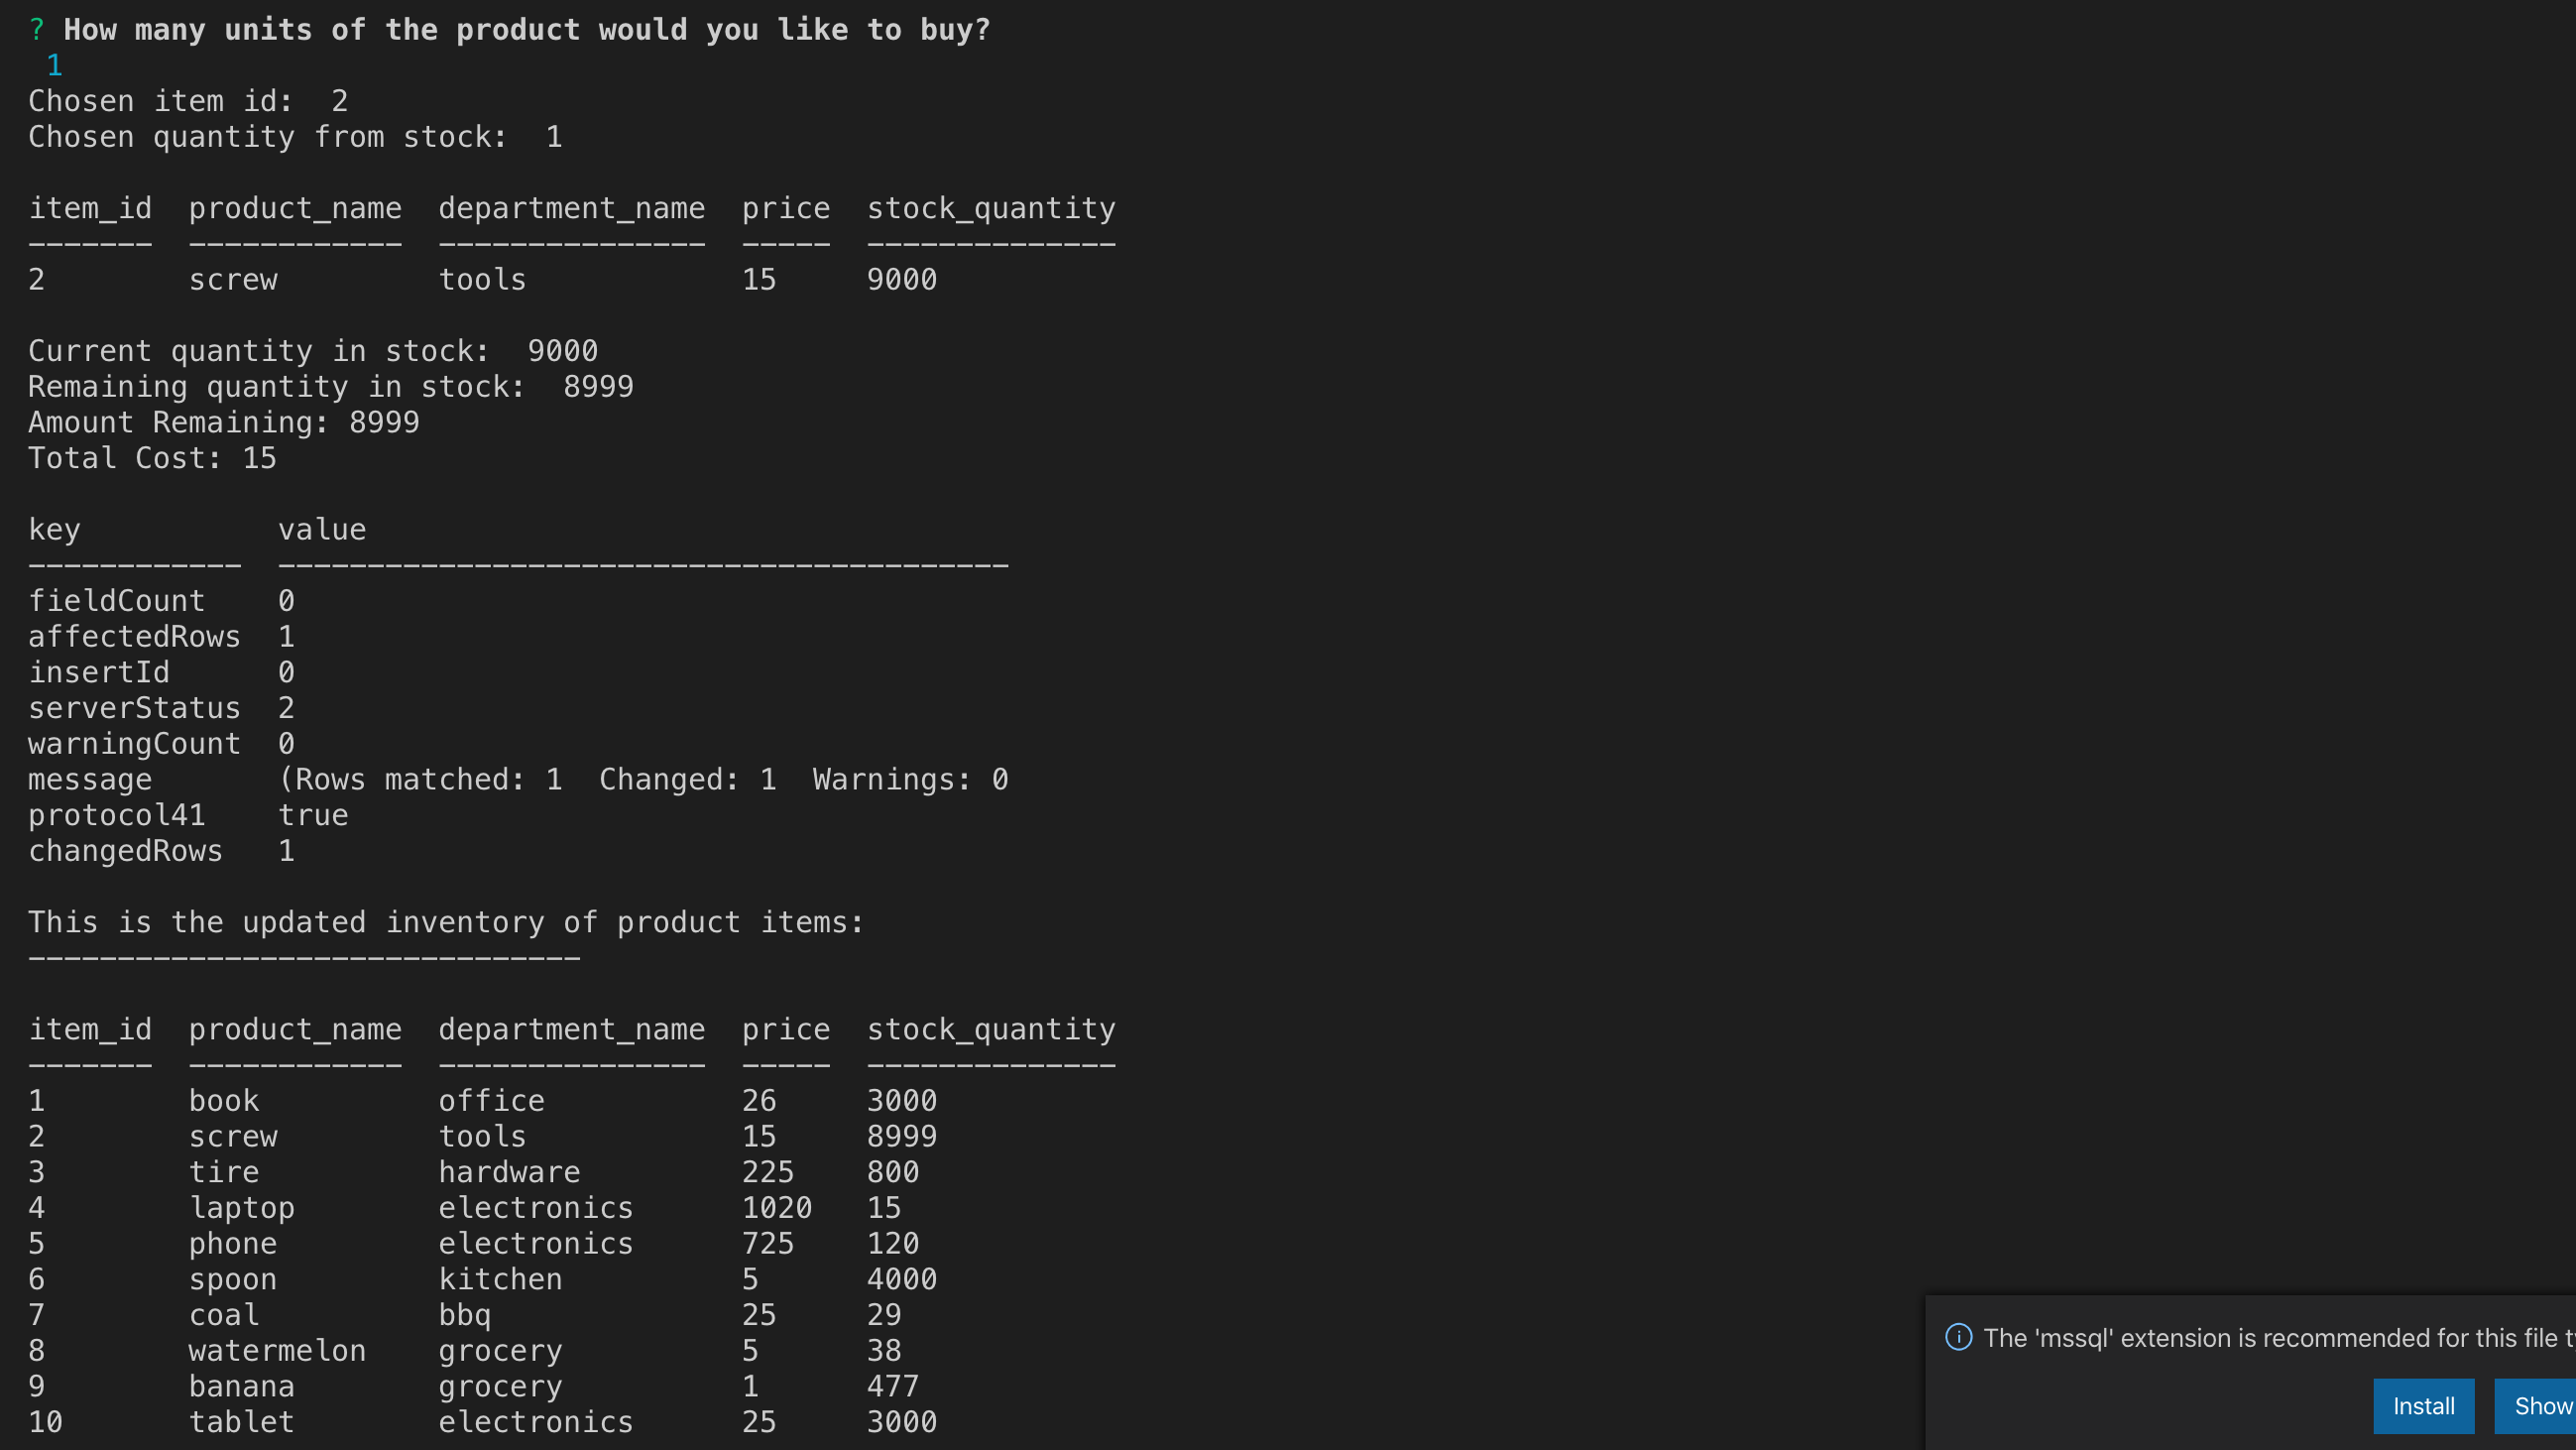 ? How many units of the product would you like to buy?
1
Chosen item id:  2
Chosen quantity from stock:  1
item_id  product_name  department_name  price  stock_quantity
-------  ------------  ---------------  -----  --------------
2        screw         tools            15     9000
Current quantity in stock:  9000
Remaining quantity in stock:  8999
Amount Remaining: 8999
Total Cost: 15
key           value
------------  -----------------------------------------
fieldCount    0
affectedRows  1
insertId      0
serverStatus  2
warningCount  0
message       (Rows matched: 1  Changed: 1  Warnings: 0
protocol41    true
changedRows   1
This is the updated inventory of product items:
-------------------------------
item_id  product_name  department_name  price  stock_quantity
-------  ------------  ---------------  -----  --------------
1        book          office           26     3000
2        screw         tools            15     8999
3        tire          hardware         225    800
4        laptop        electronics      1020   15
5        phone         electronics      725    120
6        spoon         kitchen          5      4000
7        coal          bbq              25     29
8        watermelon    grocery          5      38
9        banana        grocery          1      477
10       tablet        electronics      25     3000
The 'mssql' extension is recommended for this file
Install Show